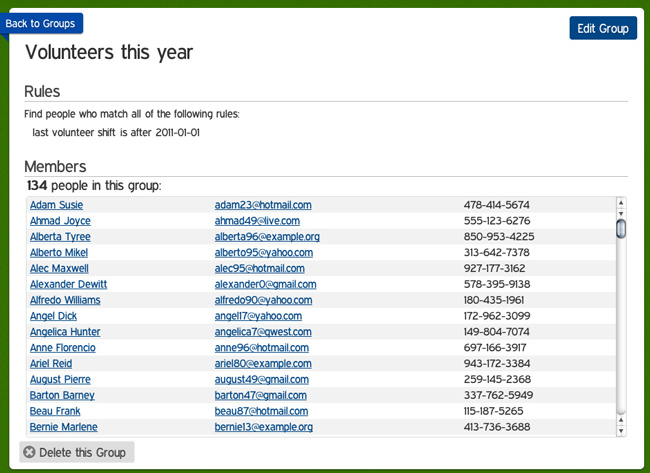 Back to Groups
Edit Group
Volunteers this year
Rules
Find people who match all of the following rules:
last volunteer shift is after 2011-01-01
Members
134 people in this group:
Adam Susie adam23@hotmail.com 478-414-5674
Ahmad Joyce ahmad49@live.com 555-123-6276
Alberta Tyree alberta96@example.org 850-953-4225
Alberto Mikel alberto95@yahoo.com 313-642-7378
Alec Maxwell alec95@hotmail.com 927-177-3162
Alexander Dewitt alexander0@gmail.com 578-395-9138
Alfredo Williams alfredo90@yahoo.com 180-435-1961
Angel Dick angel17@yahoo.com 172-962-3099
Angelica Hunter angelica7@qwest.com 149-804-7074
Anne Florencio anne96@hotmail.com 697-166-3917
Ariel Reid ariel80@example.com 943-172-3384
August Pierre august49@gmail.com 259-145-2368
Barton Barney barton47@gmail.com 337-762-5949
Beau Frank beau87@hotmail.com 115-187-5265
Bernie Marlene bernie13@example.org 413-736-3688
Delete this Group